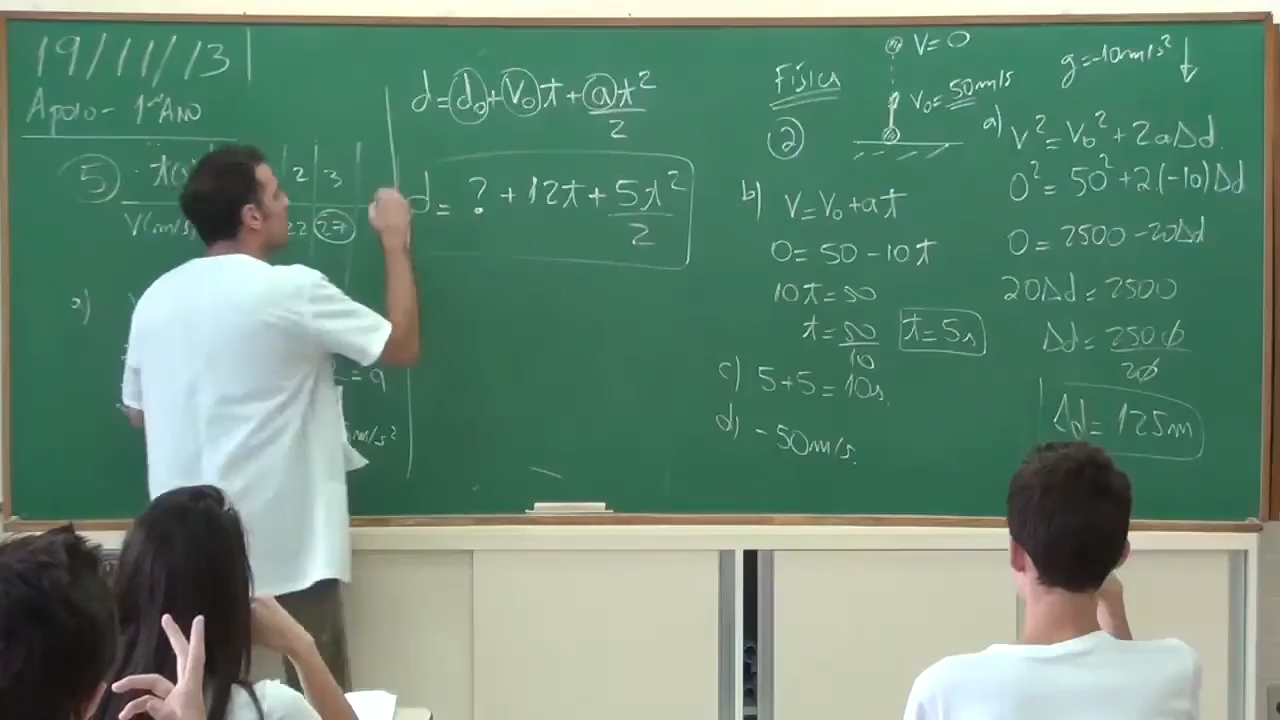 19/11/13
Apoio - 1º Ano
5) t(s) 2 3
V(m/s) 22 27
a)
= 9
m/s²
d = d₀ + V₀t + at²/2
d = ? + 12t + 5t²/2
Física
2
V = 0
V₀ = 50m/s
g = -10m/s²
b) V = V₀ + at
0 = 50 - 10t
10t = 50
t = 50/10
t = 5s
c) 5 + 5 = 10s.
d) - 50m/s.
a) V² = V₀² + 2aΔd.
0² = 50² + 2.(-10)Δd
0 = 2500 - 20Δd
20Δd = 2500
Δd = 2500/20
Δd = 125m